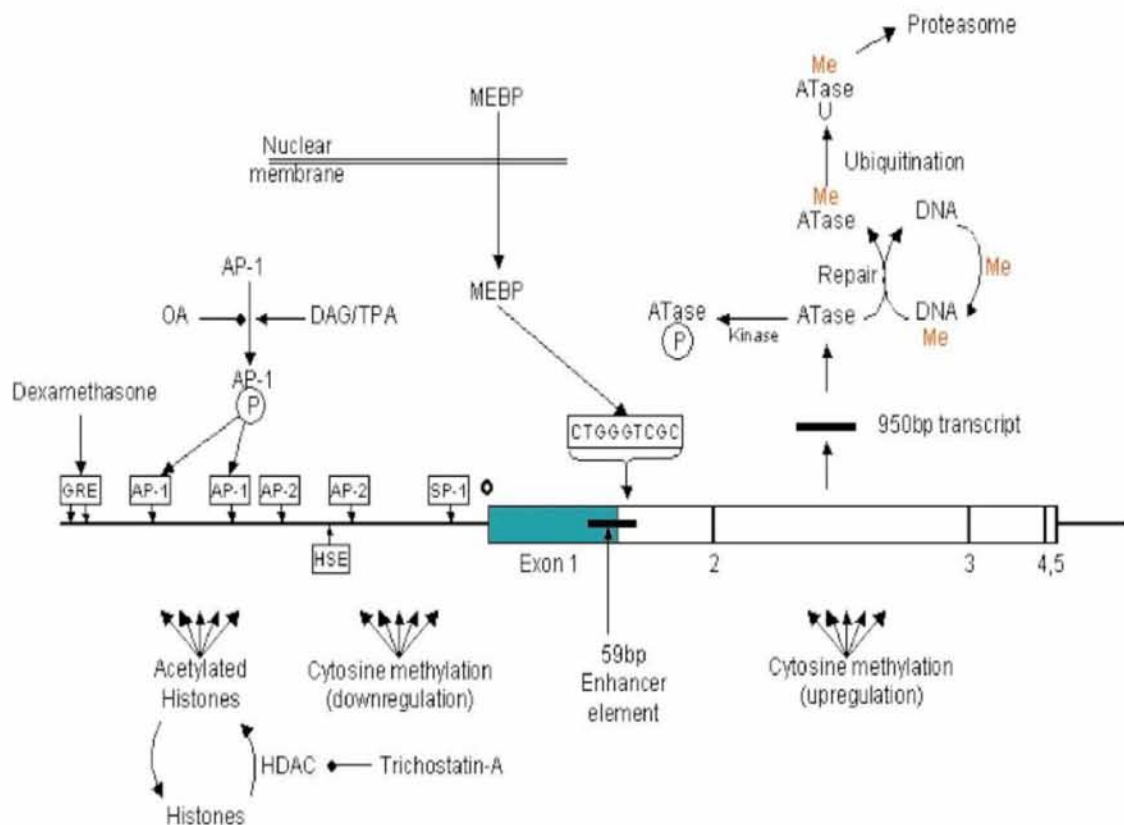 Proteasome
Me
ATase
U
MEBP
Nuclear
membrane
Ubiquitination
Me
ATase
DNA
AP-1
Repair
Me
MEBP
OA
DAG/TPA
ATase
P
Kinase
ATase
DNA
Me
AP-1
P
Dexamethasone
CTGGGTCGC
950bp transcript
GRE
AP-1
AP-1
AP-2
AP-2
SP-1
HSE
Exon 1
2
3
4,5
Acetylated
Histones
Cytosine methylation
(downregulation)
59bp
Enhancer
element
Cytosine methylation
(upregulation)
HDAC
Trichostatin-A
Histones